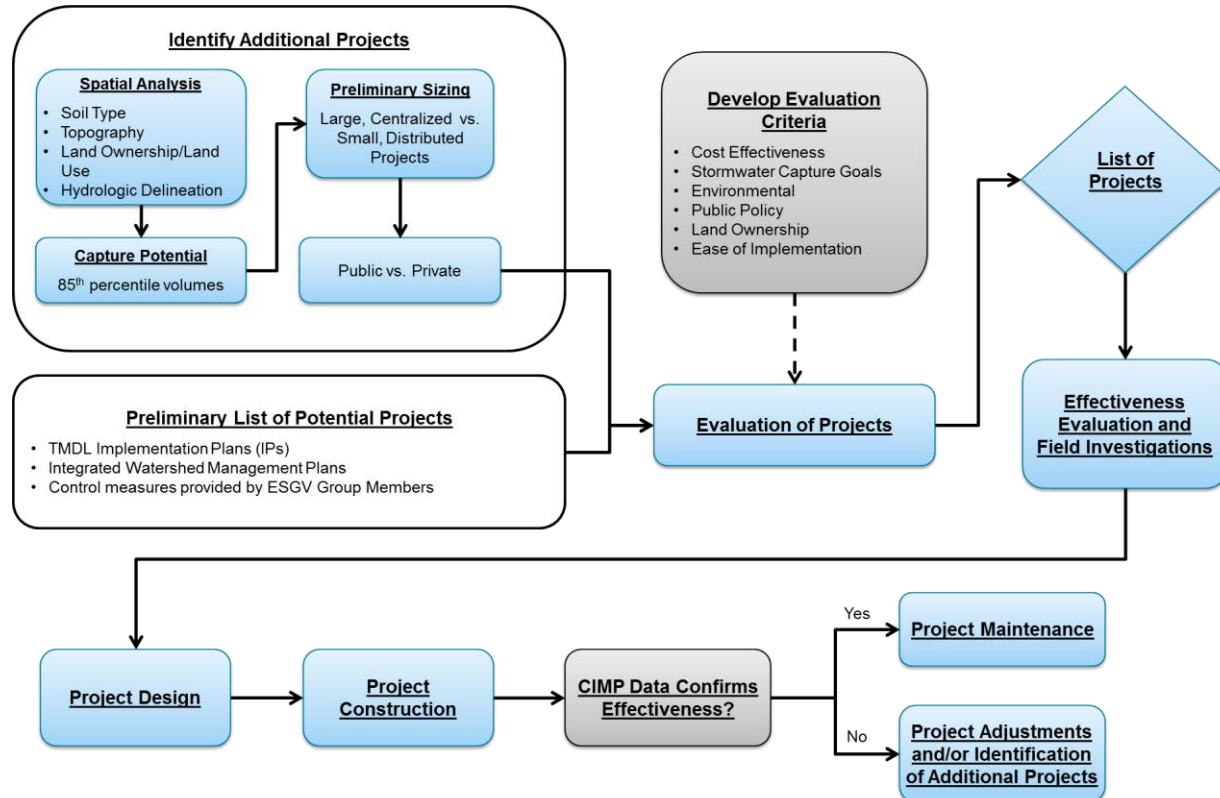 Identify Additional Projects
Spatial Analysis
• Soil Type
• Topography
• Land Ownership/Land
Use
• Hydrologic Delineation
Capture Potential
85th percentile volumes
Preliminary Sizing
Large, Centralized vs.
Small, Distributed
Projects
Public vs. Private
Preliminary List of Potential Projects
• TMDL Implementation Plans (IPs)
• Integrated Watershed Management Plans
• Control measures provided by ESGV Group Members
Develop Evaluation
Criteria
• Cost Effectiveness
• Stormwater Capture Goals
• Environmental
• Public Policy
• Land Ownership
• Ease of Implementation
Evaluation of Projects
List of
Projects
Effectiveness
Evaluation and
Field Investigations
Project Design
Project
Construction
CIMP Data Confirms
Effectiveness?
Yes
Project Maintenance
No
Project Adjustments
and/or Identification
of Additional Projects